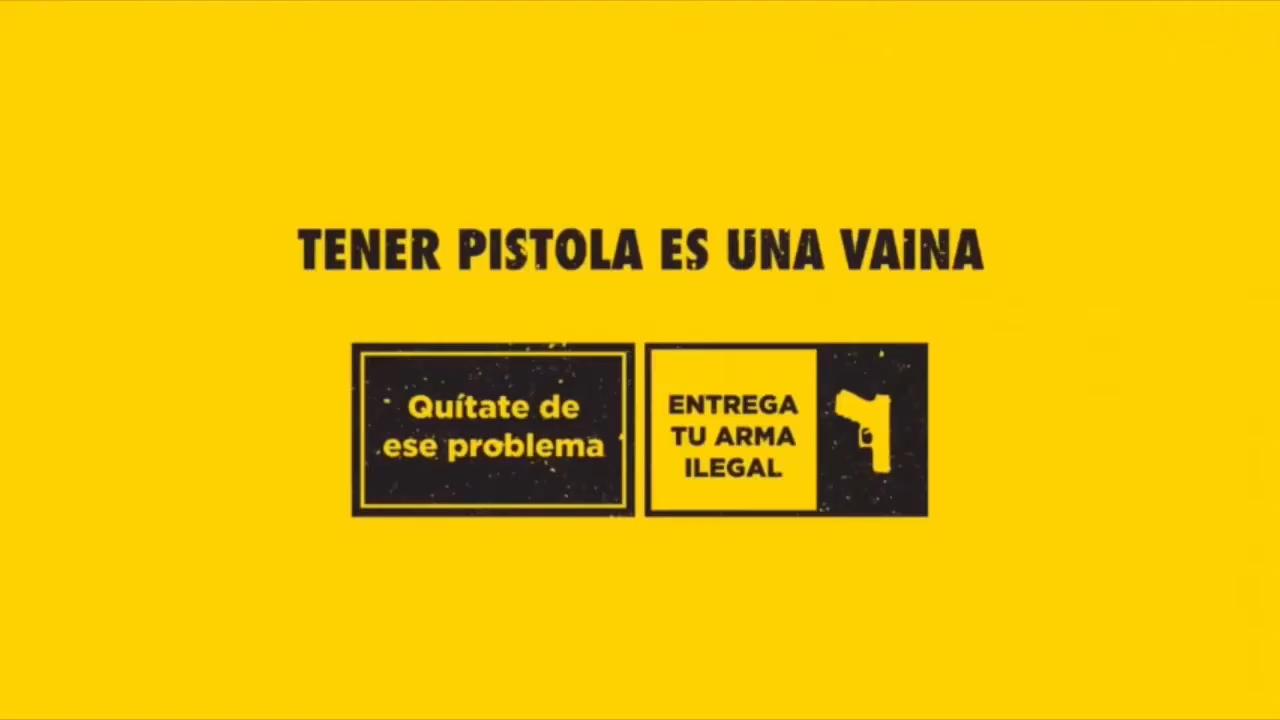 TENER PISTOLA ES UNA VAINA
Quítate de
ese problema
ENTREGA
TU ARMA
ILEGAL